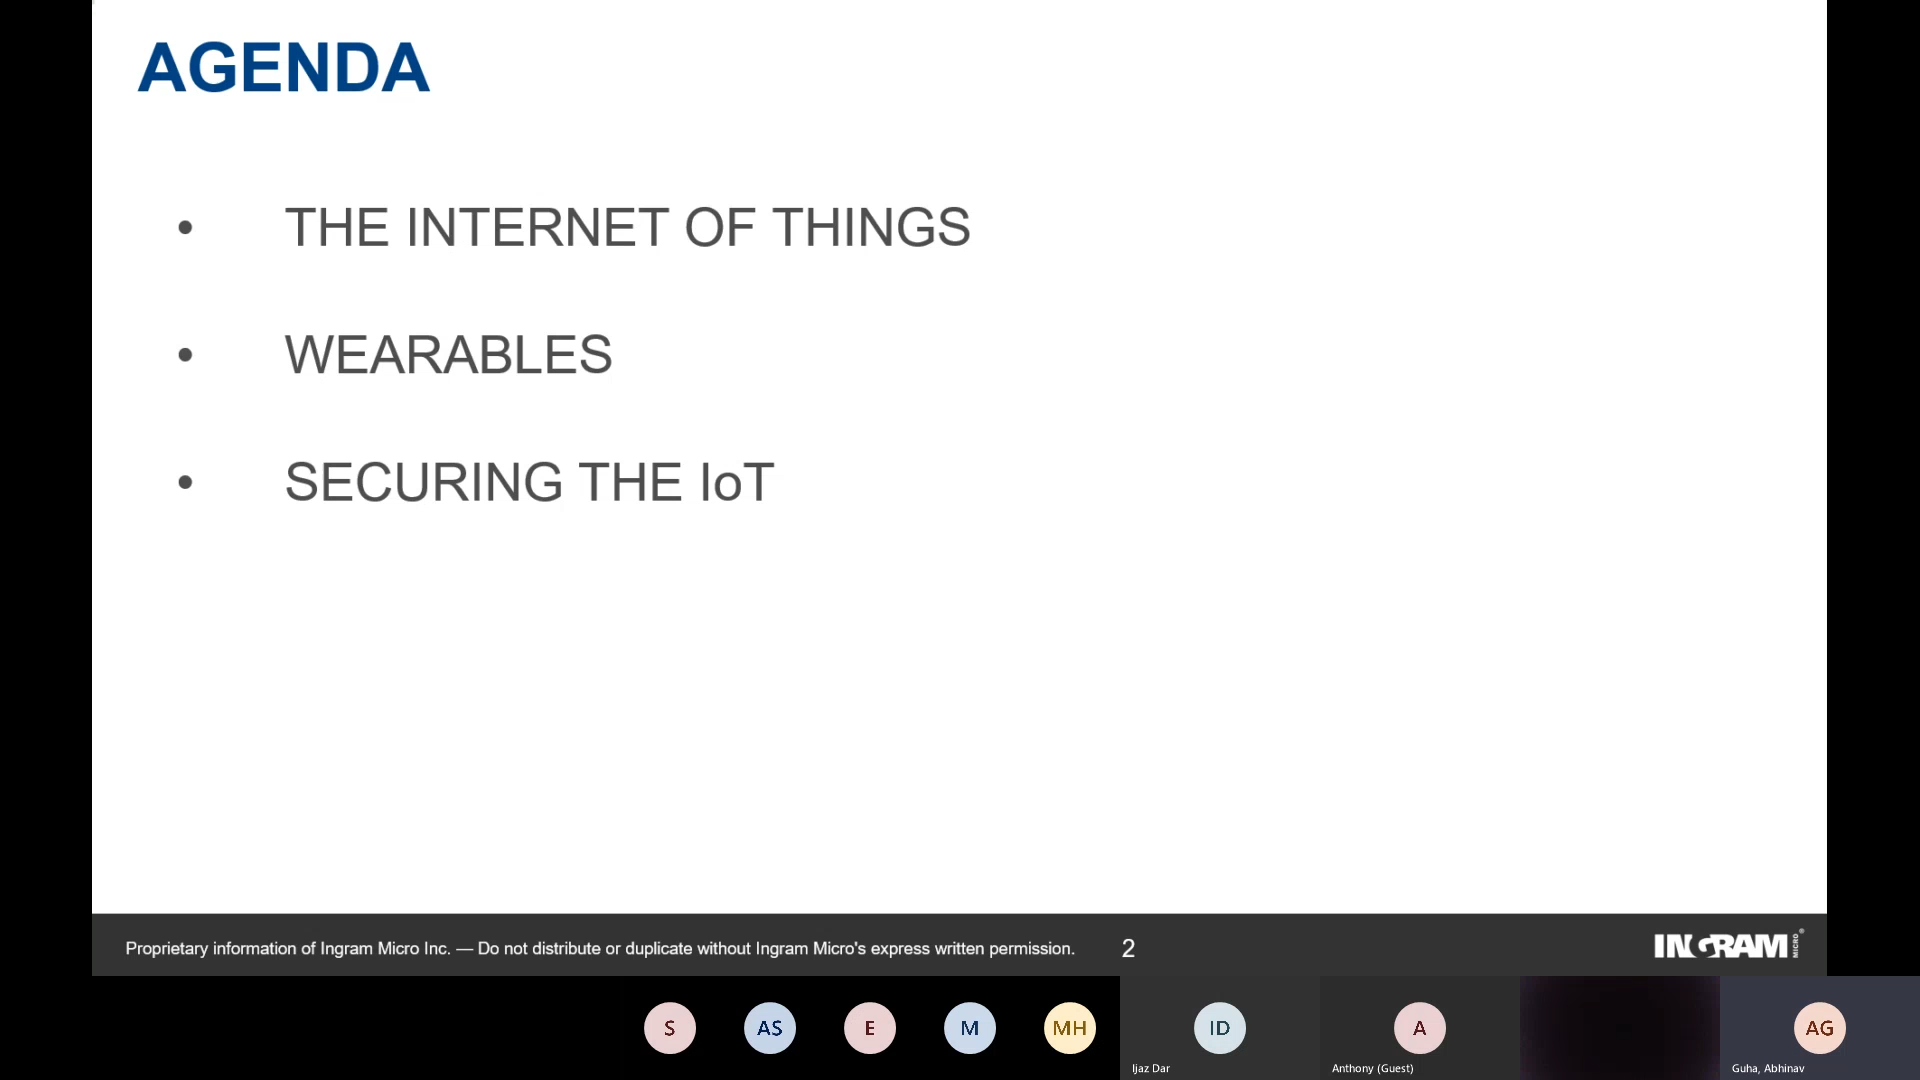 AGENDA
• THE INTERNET OF THINGS
• WEARABLES
• SECURING THE IoT
Proprietary information of Ingram Micro Inc. — Do not distribute or duplicate without Ingram Micro's express written permission.
2
INGRAM MICRO®
S
AS
E
M
MH
ID
A
AG
Ijaz Dar
Anthony (Guest)
Guha, Abhinav